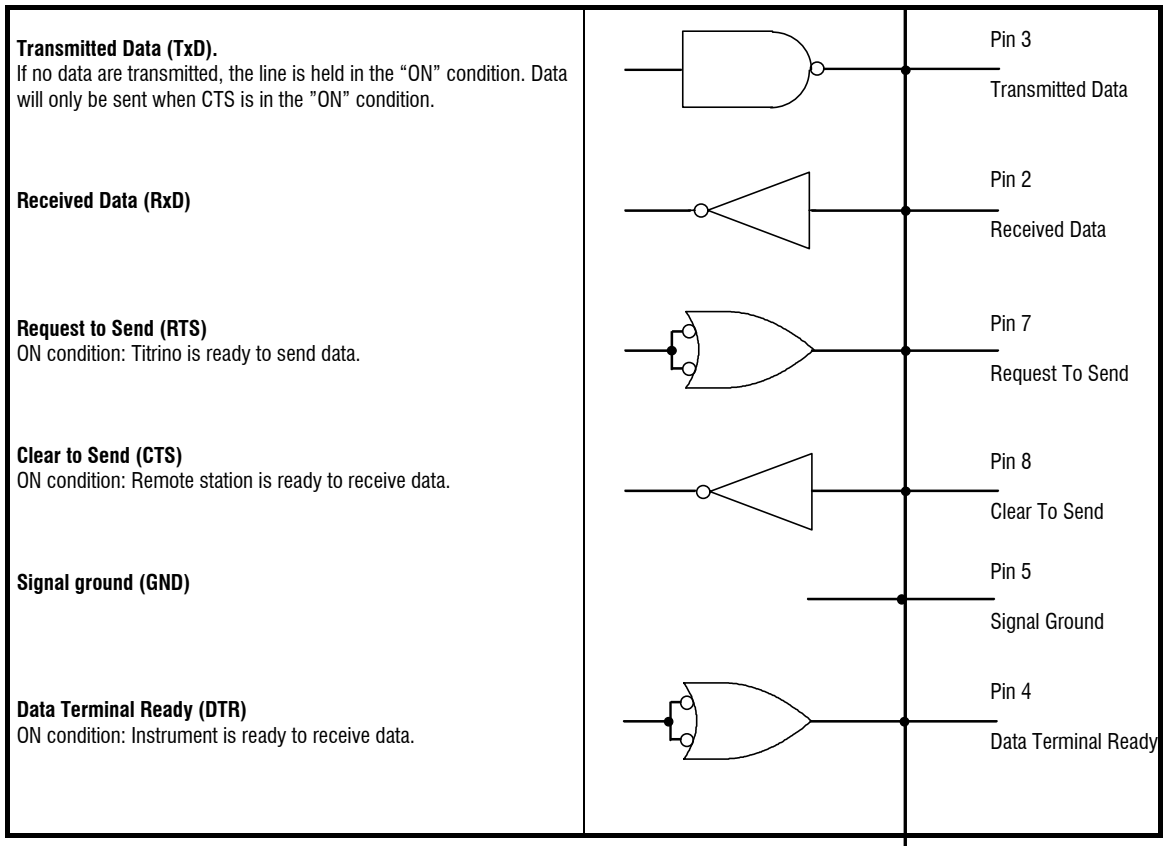 Transmitted Data (TxD).
If no data are transmitted, the line is held in the “ON” condition. Data
will only be sent when CTS is in the ”ON” condition.
Pin 3
Transmitted Data
Received Data (RxD)
Pin 2
Received Data
Request to Send (RTS)
ON condition: Titrino is ready to send data.
Pin 7
Request To Send
Clear to Send (CTS)
ON condition: Remote station is ready to receive data.
Pin 8
Clear To Send
Signal ground (GND)
Pin 5
Signal Ground
Data Terminal Ready (DTR)
ON condition: Instrument is ready to receive data.
Pin 4
Data Terminal Ready